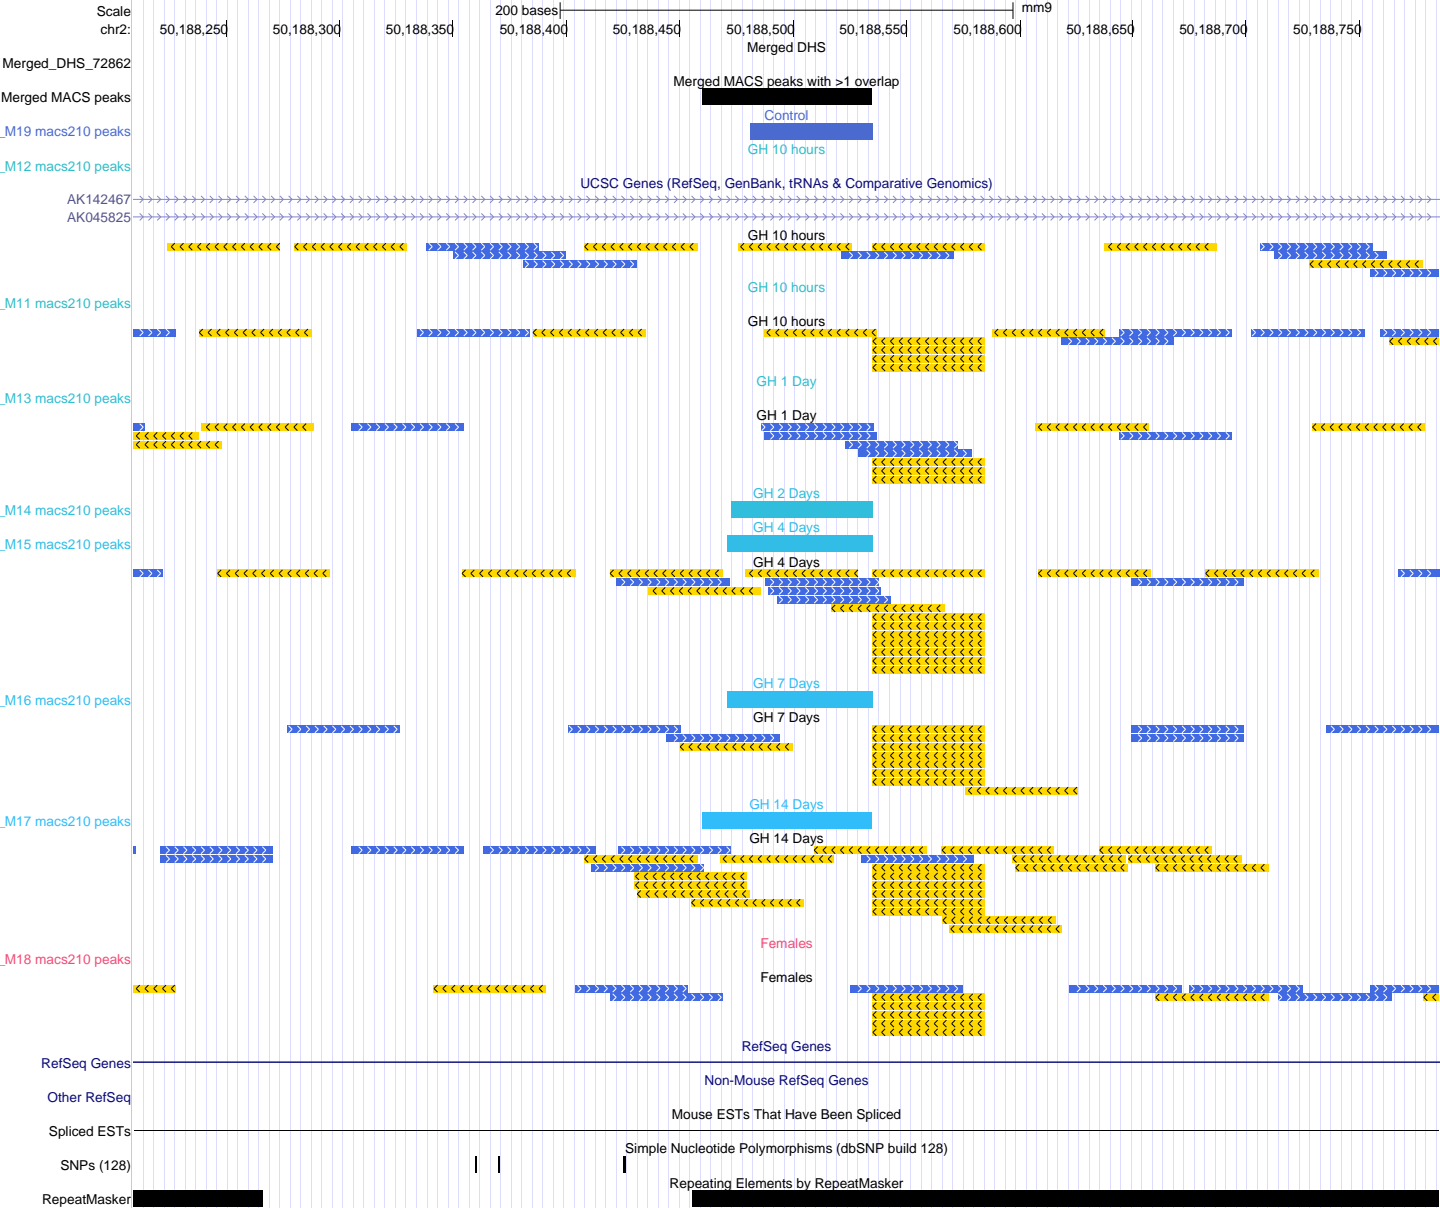 Scale 200 bases mm9
chr2: 50,188,250 50,188,300 50,188,350 50,188,400 50,188,450 50,188,500 50,188,550 50,188,600 50,188,650 50,188,700 50,188,750
Merged DHS
Merged_DHS_72862
Merged MACS peaks with >1 overlap
Merged MACS peaks
Control
_M19 macs210 peaks
GH 10 hours
_M12 macs210 peaks
UCSC Genes (RefSeq, GenBank, tRNAs & Comparative Genomics)
AK142467
AK045825
GH 10 hours
GH 10 hours
_M11 macs210 peaks
GH 10 hours
GH 1 Day
_M13 macs210 peaks
GH 1 Day
GH 2 Days
_M14 macs210 peaks
GH 4 Days
_M15 macs210 peaks
GH 4 Days
GH 7 Days
_M16 macs210 peaks
GH 7 Days
GH 14 Days
_M17 macs210 peaks
GH 14 Days
Females
_M18 macs210 peaks
Females
RefSeq Genes
RefSeq Genes
Non-Mouse RefSeq Genes
Other RefSeq
Mouse ESTs That Have Been Spliced
Spliced ESTs
Simple Nucleotide Polymorphisms (dbSNP build 128)
SNPs (128)
Repeating Elements by RepeatMasker
RepeatMasker